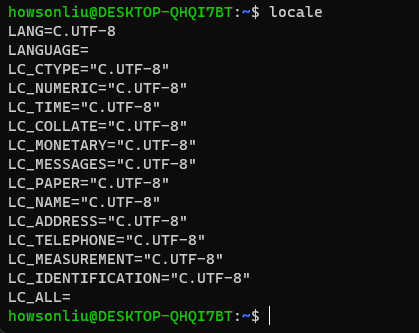 howsonliu@DESKTOP-QHQI7BT:~$ locale
LANG=C.UTF-8
LANGUAGE=
LC_CTYPE="C.UTF-8"
LC_NUMERIC="C.UTF-8"
LC_TIME="C.UTF-8"
LC_COLLATE="C.UTF-8"
LC_MONETARY="C.UTF-8"
LC_MESSAGES="C.UTF-8"
LC_PAPER="C.UTF-8"
LC_NAME="C.UTF-8"
LC_ADDRESS="C.UTF-8"
LC_TELEPHONE="C.UTF-8"
LC_MEASUREMENT="C.UTF-8"
LC_IDENTIFICATION="C.UTF-8"
LC_ALL=
howsonliu@DESKTOP-QHQI7BT:~$